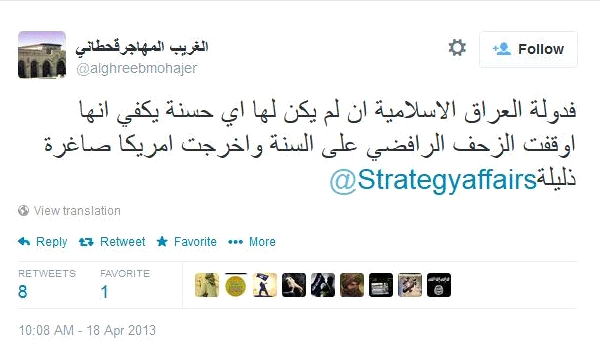 الغريب المهاجرقحطاني
@alghreebmohajer
Follow
فدولة العراق الاسلامية ان لم يكن لها اي حسنة يكفي انها
اوقفت الزحف الرافضي على السنة واخرجت امريكا صاغرة
ذليلة@Strategyaffairs
View translation
Reply Retweet Favorite ••• More
RETWEETS FAVORITE
8 1
10:08 AM - 18 Apr 2013